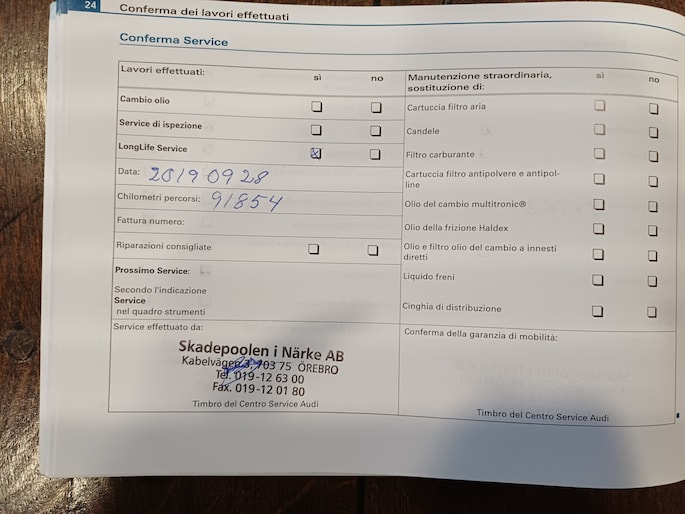 24
Conferma dei lavori effettuati
Conferma Service
Lavori effettuati:
sì
no
Cambio olio
Service di ispezione
LongLife Service
Data: 20190928
Chilometri percorsi: 91854
Fattura numero:
Riparazioni consigliate
Prossimo Service:
Secondo l'indicazione
Service
nel quadro strumenti
Service effettuato da:
Skadepoolen i Närke AB
Kabelvägen 3, 703 75 ÖREBRO
Tel. 019-12 63 00
Fax. 019-12 01 80
Timbro del Centro Service Audi
Manutenzione straordinaria,
sostituzione di:
sì
no
Cartuccia filtro aria
Candele
Filtro carburante
Cartuccia filtro antipolvere e antipol-
line
Olio del cambio multitronic®
Olio della frizione Haldex
Olio e filtro olio del cambio a innesti
diretti
Liquido freni
Cinghia di distribuzione
Conferma della garanzia di mobilità:
Timbro del Centro Service Audi